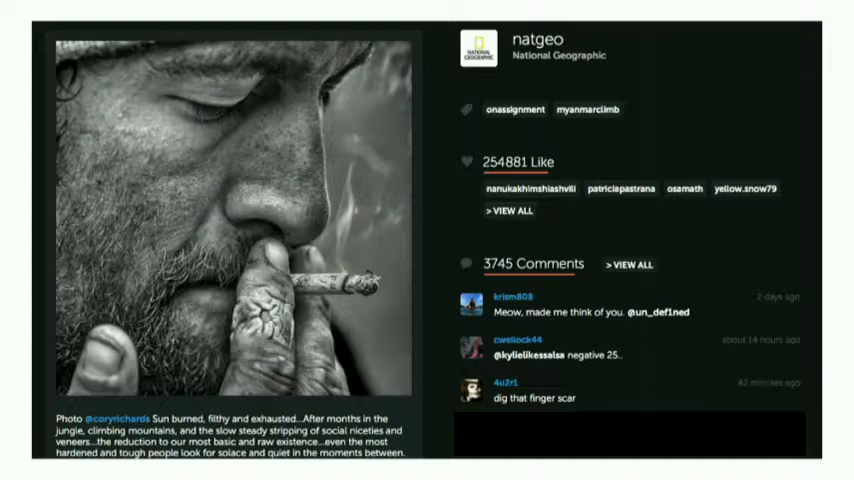 NATIONAL
GEOGRAPHIC
natgeo
National Geographic
onassignment myanmarclimb
254881 Like
nanukakhimshiashvili patriciapastrana osamath yellow.snow79
> VIEW ALL
3745 Comments > VIEW ALL
krism808 2 days ago
Meow, made me think of you. @un_def1ned
cwellock44 about 14 hours ago
@kylielikessalsa negative 25..
4u2r1 42 minutes ago
dig that finger scar
Photo @coryrichards Sun burned, filthy and exhausted...After months in the
jungle, climbing mountains, and the slow steady stripping of social niceties and
veneers...the reduction to our most basic and raw existence...even the most
hardened and tough people look for solace and quiet in the moments between.